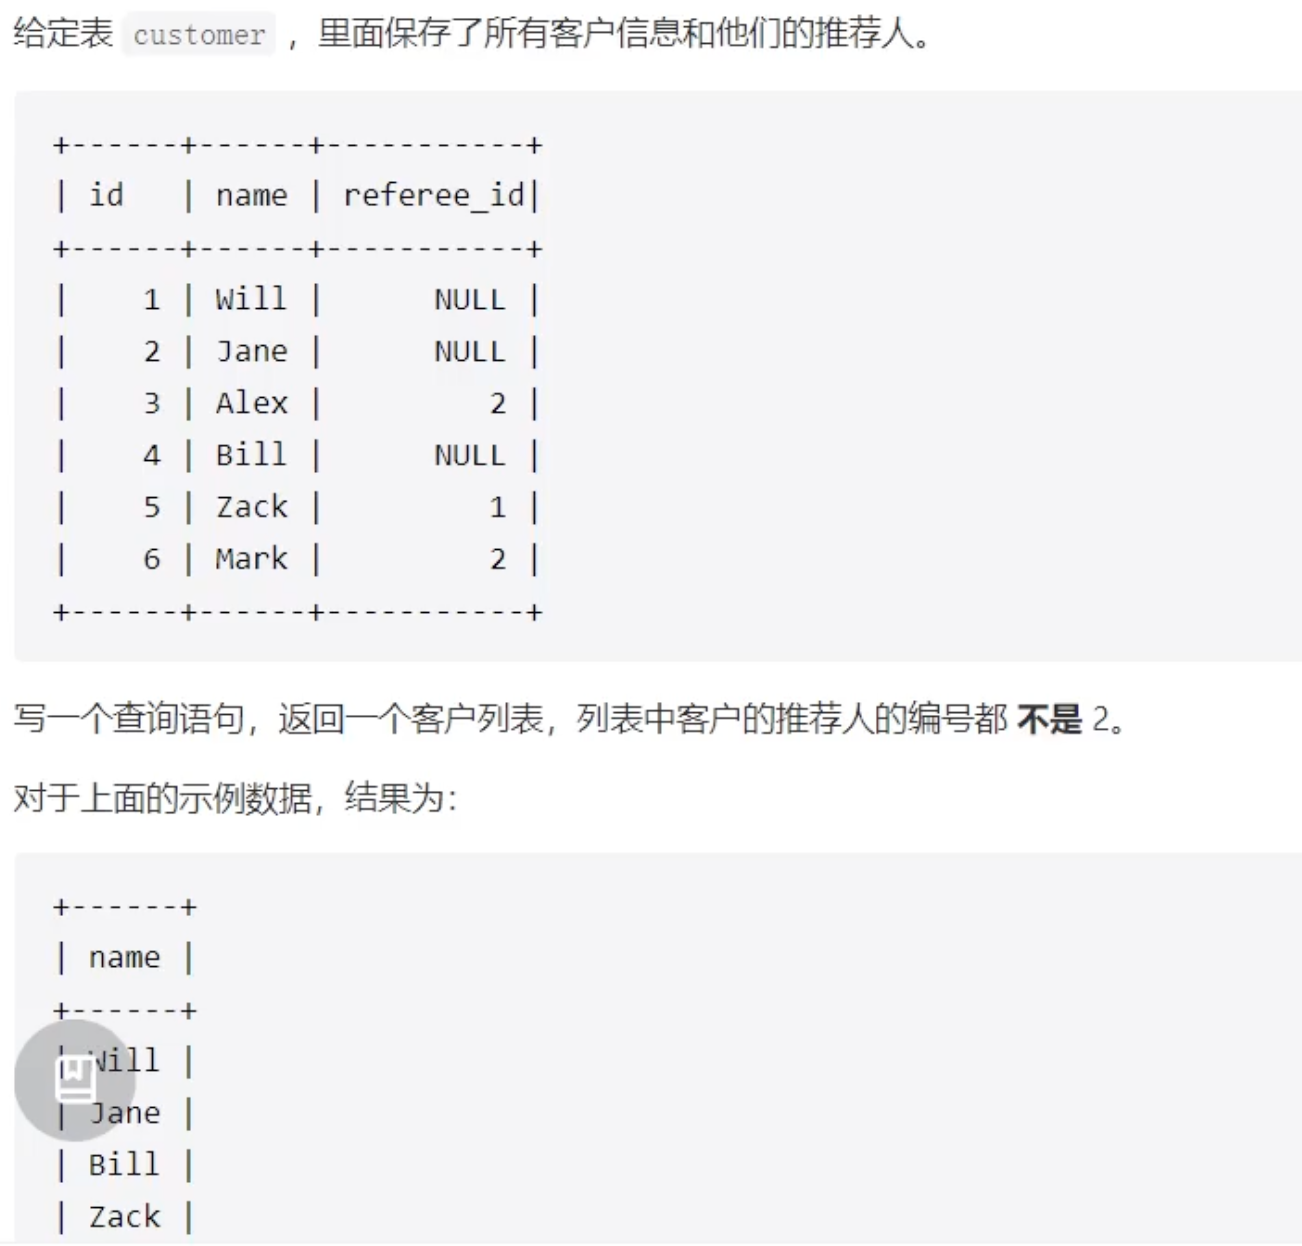 给定表 customer ，里面保存了所有客户信息和他们的推荐人。
+------+------+-----------+
| id   | name | referee_id|
+------+------+-----------+
|    1 | Will |      NULL |
|    2 | Jane |      NULL |
|    3 | Alex |         2 |
|    4 | Bill |      NULL |
|    5 | Zack |         1 |
|    6 | Mark |         2 |
+------+------+-----------+
写一个查询语句，返回一个客户列表，列表中客户的推荐人的编号都 不是 2。
对于上面的示例数据，结果为：
+------+
| name |
+------+
| Will |
| Jane |
| Bill |
| Zack |